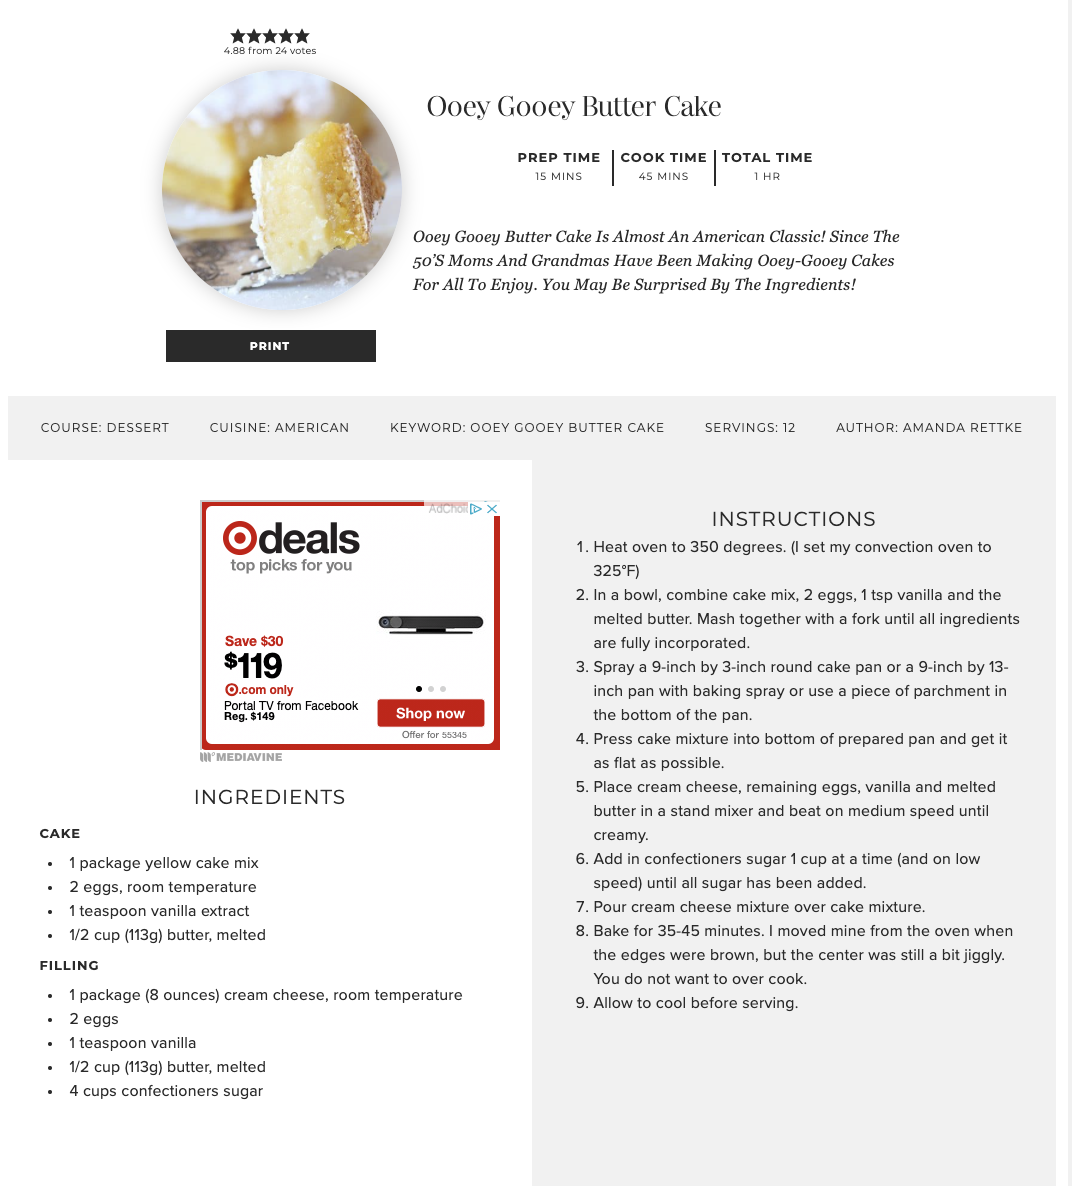 4.88 from 24 votes
Ooey Gooey Butter Cake
PREP TIME
15 MINS
COOK TIME
45 MINS
TOTAL TIME
1 HR
Ooey Gooey Butter Cake Is Almost An American Classic! Since The
50'S Moms And Grandmas Have Been Making Ooey-Gooey Cakes
For All To Enjoy. You May Be Surprised By The Ingredients!
PRINT
COURSE: DESSERT
CUISINE: AMERICAN
KEYWORD: OOEY GOOEY BUTTER CAKE
SERVINGS: 12
AUTHOR: AMANDA RETTKE
deals
top picks for you
Save $30
$119
.com only
Portal TV from Facebook
Reg. $149
Shop now
Offer for 55345
MEDIAVINE
INGREDIENTS
CAKE
• 1 package yellow cake mix
• 2 eggs, room temperature
• 1 teaspoon vanilla extract
• 1/2 cup (113g) butter, melted
FILLING
• 1 package (8 ounces) cream cheese, room temperature
• 2 eggs
• 1 teaspoon vanilla
• 1/2 cup (113g) butter, melted
• 4 cups confectioners sugar
INSTRUCTIONS
1. Heat oven to 350 degrees. (I set my convection oven to
325°F)
2. In a bowl, combine cake mix, 2 eggs, 1 tsp vanilla and the
melted butter. Mash together with a fork until all ingredients
are fully incorporated.
3. Spray a 9-inch by 3-inch round cake pan or a 9-inch by 13-
inch pan with baking spray or use a piece of parchment in
the bottom of the pan.
4. Press cake mixture into bottom of prepared pan and get it
as flat as possible.
5. Place cream cheese, remaining eggs, vanilla and melted
butter in a stand mixer and beat on medium speed until
creamy.
6. Add in confectioners sugar 1 cup at a time (and on low
speed) until all sugar has been added.
7. Pour cream cheese mixture over cake mixture.
8. Bake for 35-45 minutes. I moved mine from the oven when
the edges were brown, but the center was still a bit jiggly.
You do not want to over cook.
9. Allow to cool before serving.